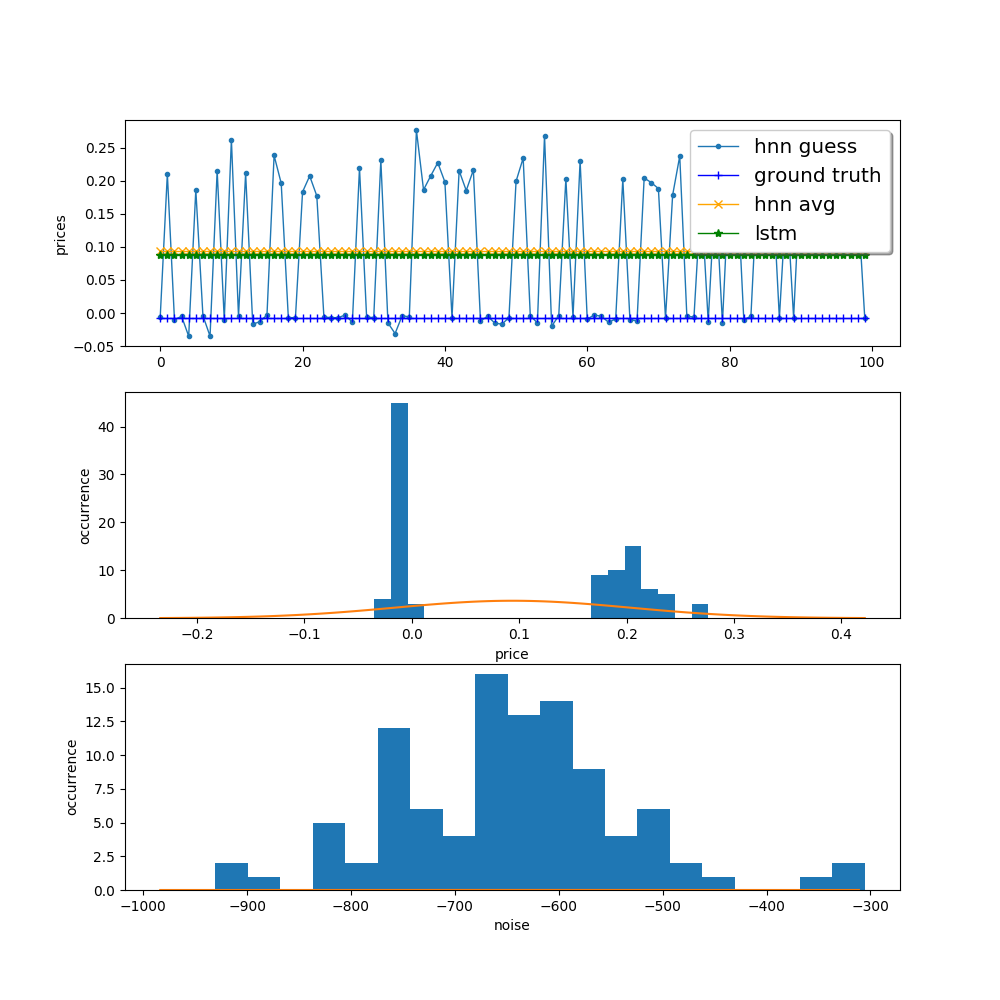 prices
0.25
0.20
0.15
0.10
0.05
0.00
−0.05
hnn guess
ground truth
hnn avg
lstm
0 20 40 60 80 100
occurrence
40
30
20
10
0
−0.2 −0.1 0.0 0.1 0.2 0.3 0.4
price
occurrence
15.0
12.5
10.0
7.5
5.0
2.5
0.0
−1000 −900 −800 −700 −600 −500 −400 −300
noise